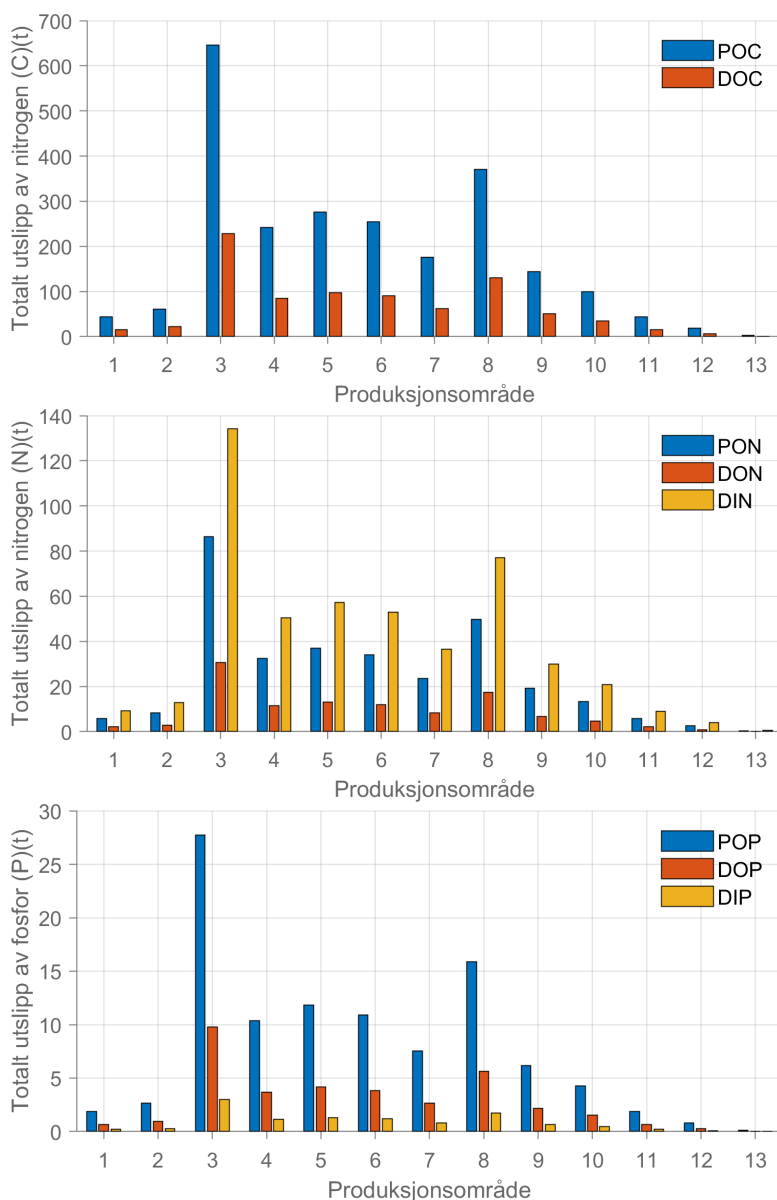 Totalt utslipp av nitrogen (C)(t)
700
600
500
400
300
200
100
0
POC
DOC
1 2 3 4 5 6 7 8 9 10 11 12 13
Produksjonsområde
Totalt utslipp av nitrogen (N)(t)
140
120
100
80
60
40
20
0
PON
DON
DIN
1 2 3 4 5 6 7 8 9 10 11 12 13
Produksjonsområde
Totalt utslipp av fosfor (P)(t)
30
25
20
15
10
5
0
POP
DOP
DIP
1 2 3 4 5 6 7 8 9 10 11 12 13
Produksjonsområde